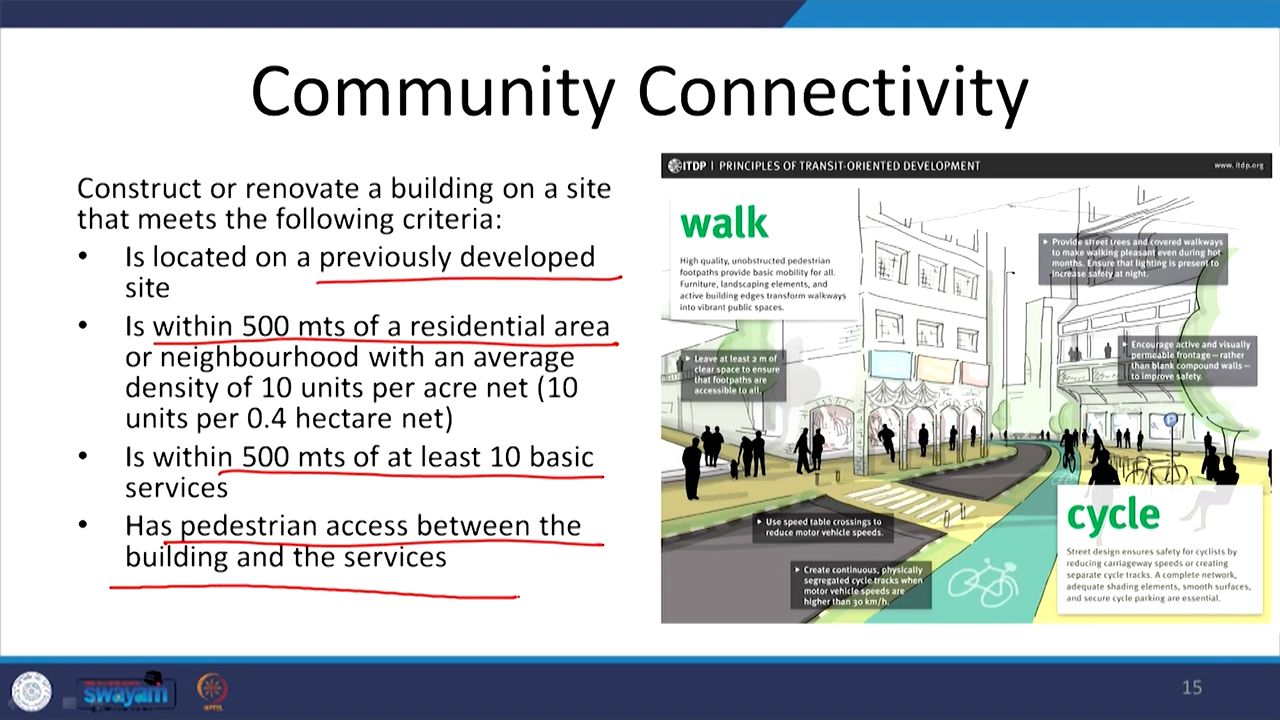 Community Connectivity
Construct or renovate a building on a site
that meets the following criteria:
• Is located on a previously developed
site
• Is within 500 mts of a residential area
or neighbourhood with an average
density of 10 units per acre net (10
units per 0.4 hectare net)
• Is within 500 mts of at least 10 basic
services
• Has pedestrian access between the
building and the services
ITDP | PRINCIPLES OF TRANSIT-ORIENTED DEVELOPMENT
www. itdp.org
walk
High quality, unobstructed pedestrian
footpaths provide basic mobility for all.
Furniture, landscaping elements, and
active building edges transform walkways
into vibrant public spaces.
Provide street trees and covered walkways
to make walking pleasant even during hot
months. Ensure that lighting is present to
increase safety at night.
Leave at least 2 m of
clear space to ensure
that footpaths are
accessible to all.
Encourage active and visually
permeable frontage—rather
than blank compound walls—
to improve safety.
P
Use speed table crossings to
reduce motor vehicle speeds.
Create continuous, physically
segregated cycle tracks when
motor vehicle speeds are
higher than 30 km/h.
cycle
Street design ensures safety for cyclists by
reducing carriageway speeds or creating
separate cycle tracks. A complete network,
adequate shading elements, smooth surfaces,
and secure cycle parking are essential.
swayam
15